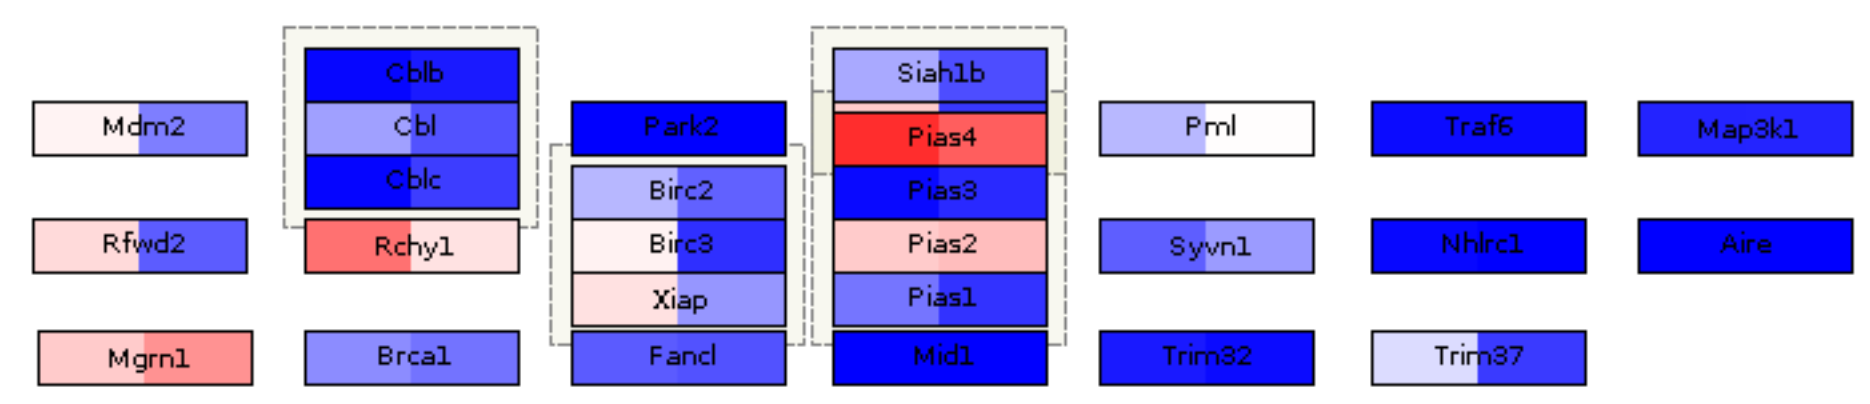 Cblb
Siah1b
Mdm2
Cbl
Park2
Pias4
Pml
Traf6
Map3k1
Cblc
Birc2
Pias3
Rfwd2
Rchy1
Birc3
Pias2
Syvn1
Nhlrc1
Aire
Xiap
Pias1
Mgrn1
Brca1
Fancl
Mid1
Trim32
Trim37